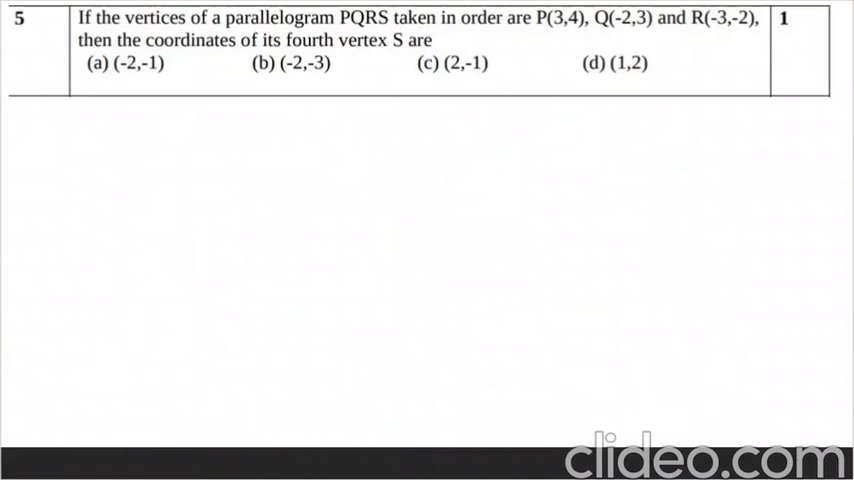 5 If the vertices of a parallelogram PQRS taken in order are P(3,4), Q(-2,3) and R(-3,-2), 1
then the coordinates of its fourth vertex S are
(a) (-2,-1) (b) (-2,-3) (c) (2,-1) (d) (1,2)
clideo.com